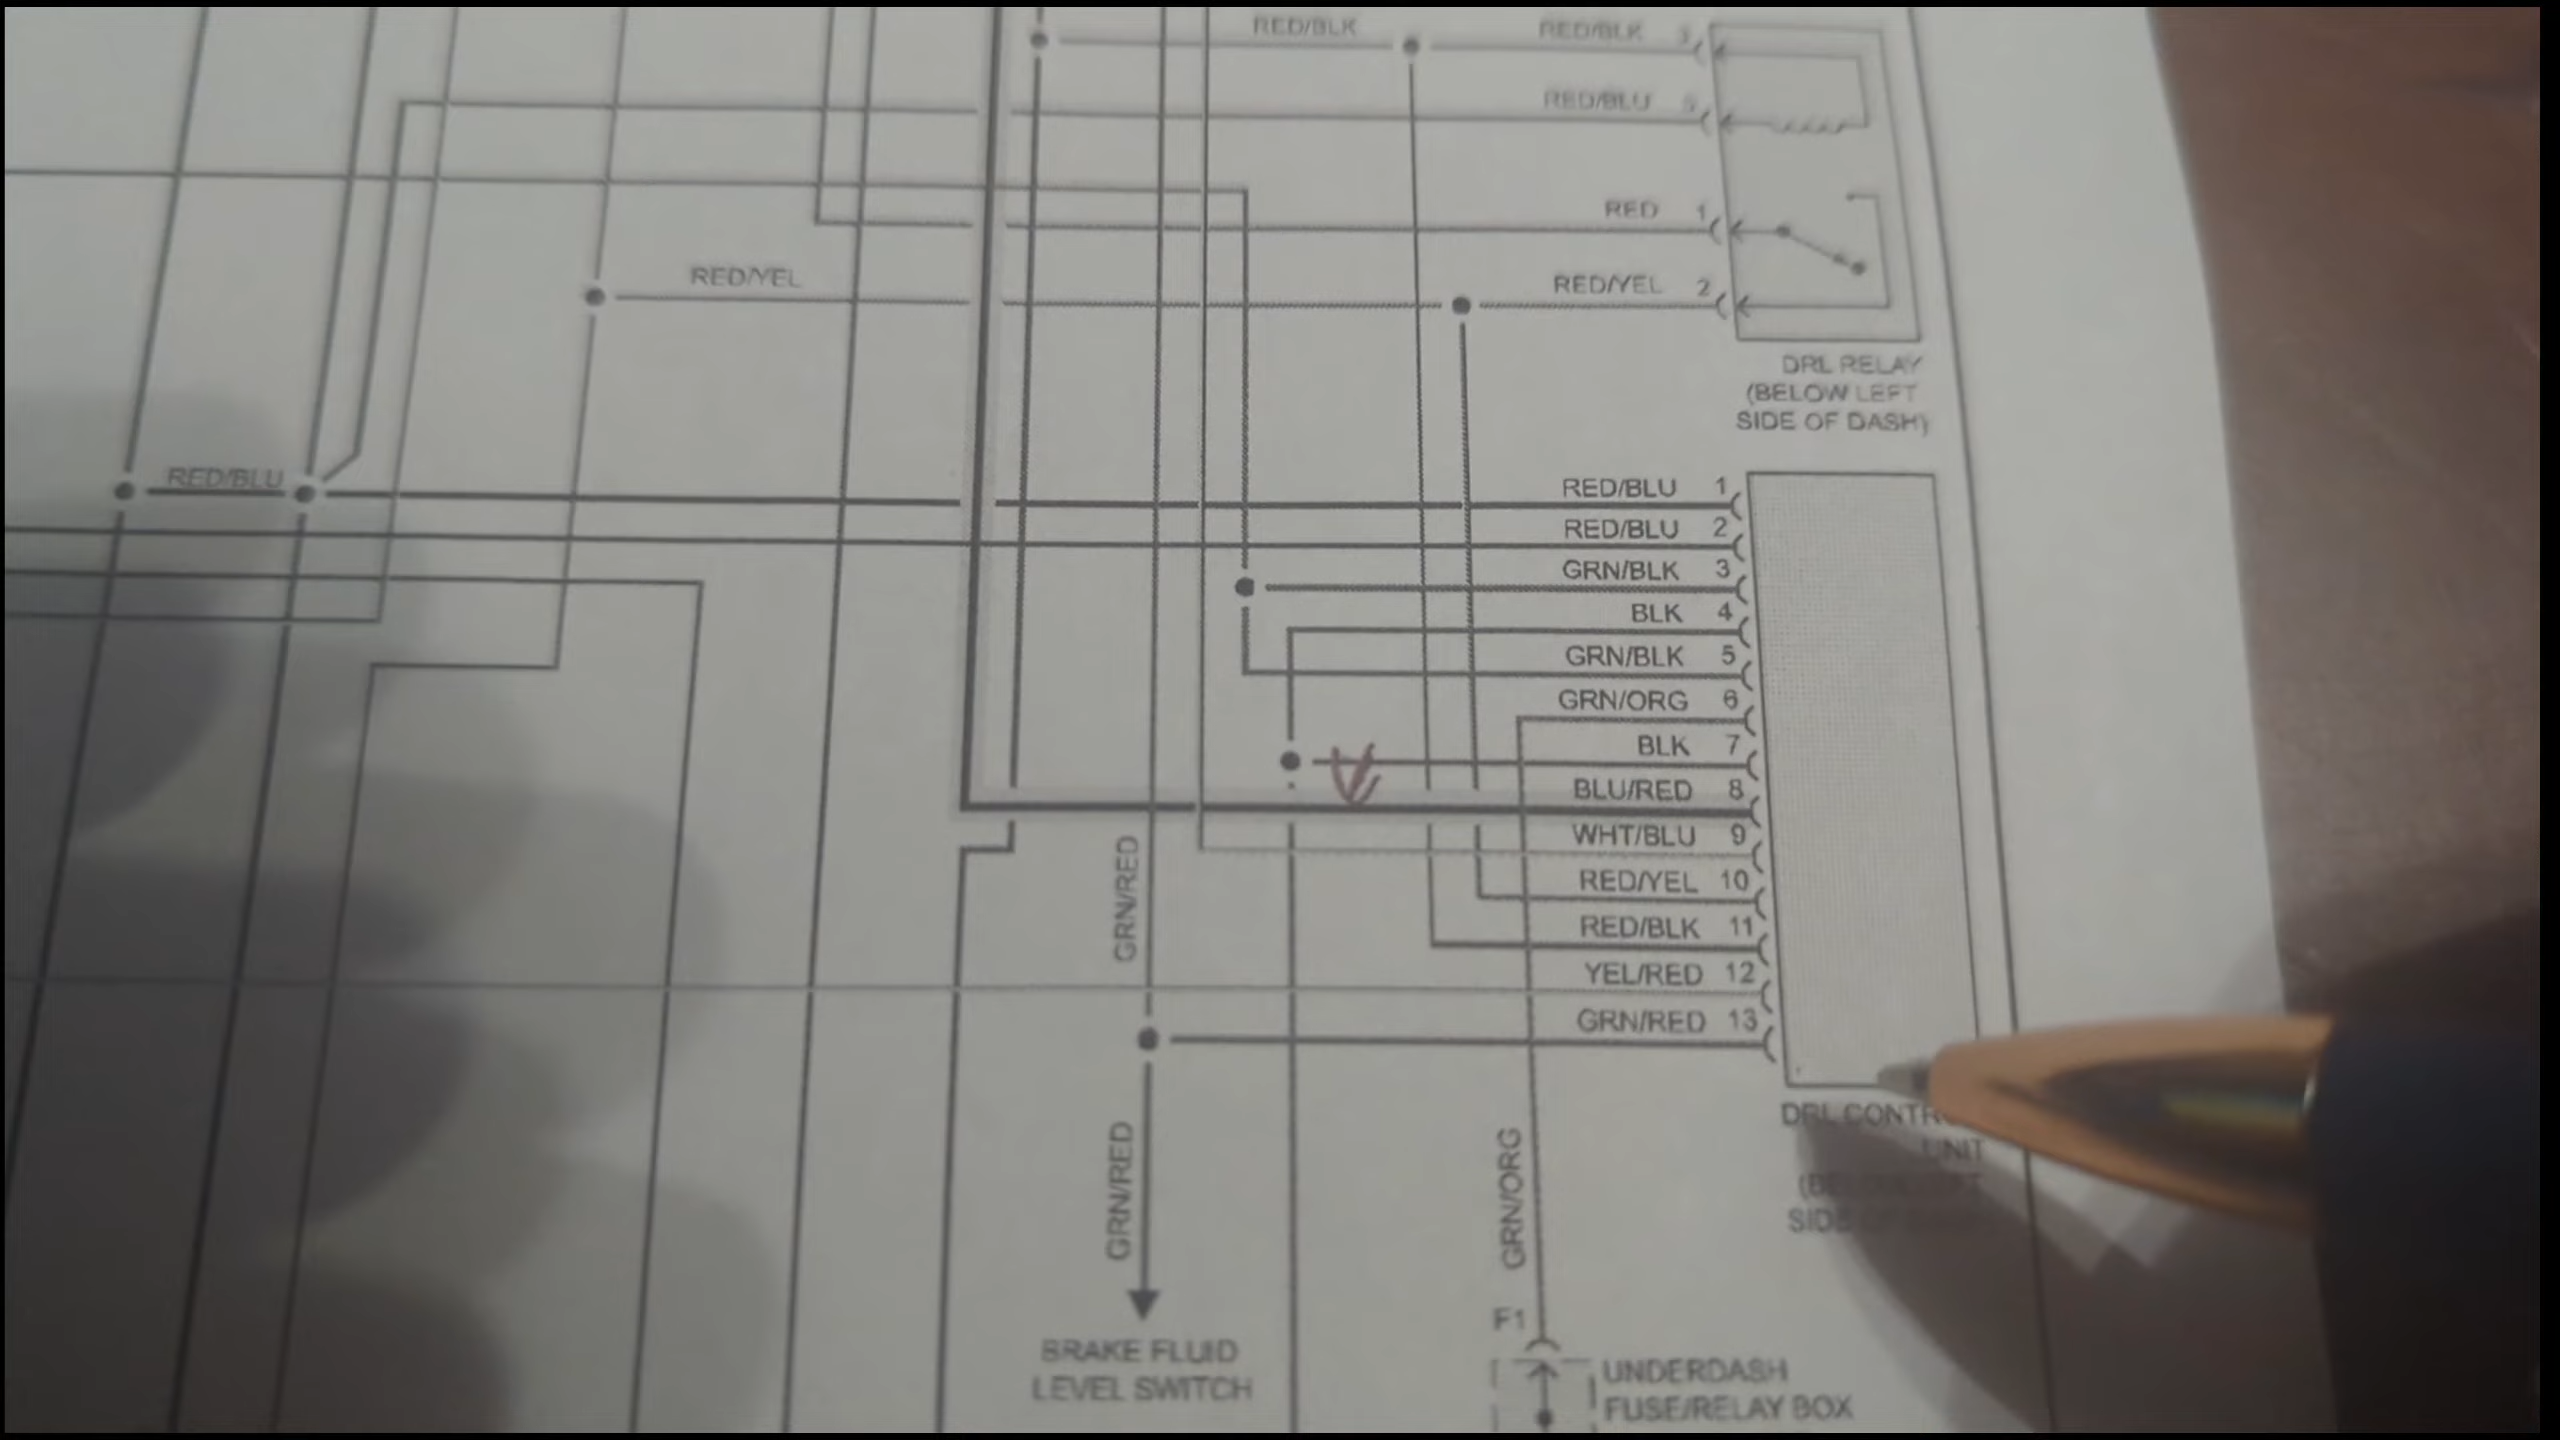 RED/BLK
RED/BLK 3
RED/BLU
RED 1
RED/YEL
RED/YEL 2
DRL RELAY
(BELOW LEFT
SIDE OF DASH)
RED/BLU
RED/BLU 1
RED/BLU 2
GRN/BLK 3
BLK 4
GRN/BLK 5
GRN/ORG 6
BLK 7
BLU/RED 8
WHT/BLU 9
RED/YEL 10
RED/BLK 11
YEL/RED 12
GRN/RED 13
GRN/RED
DRL
UNIT
SIDE
GRN/RED
GRN/ORG
F1
BRAKE FLUID
LEVEL SWITCH
UNDERDASH
FUSE/RELAY BOX